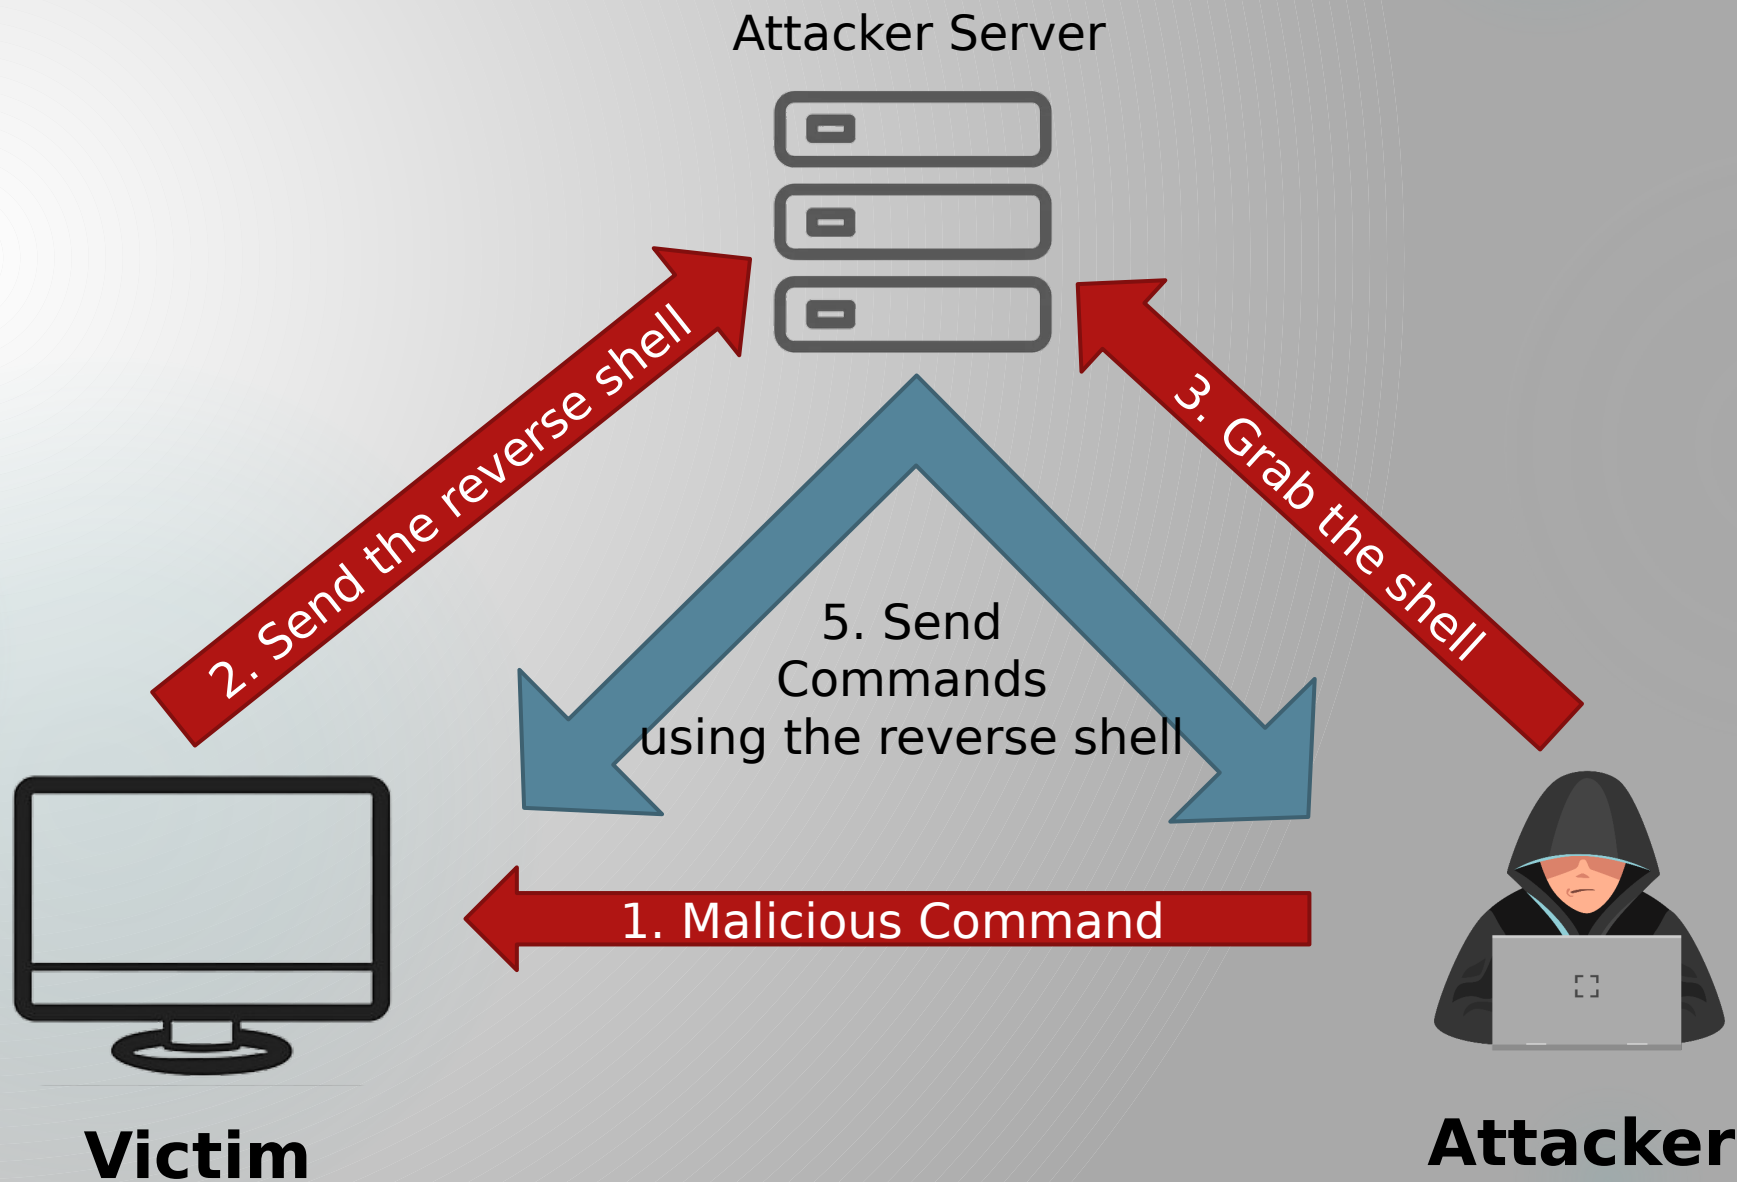 Attacker Server
2. Send the reverse shell
3. Grab the shell
5. Send
Commands
using the reverse shell
1. Malicious Command
Victim
Attacker